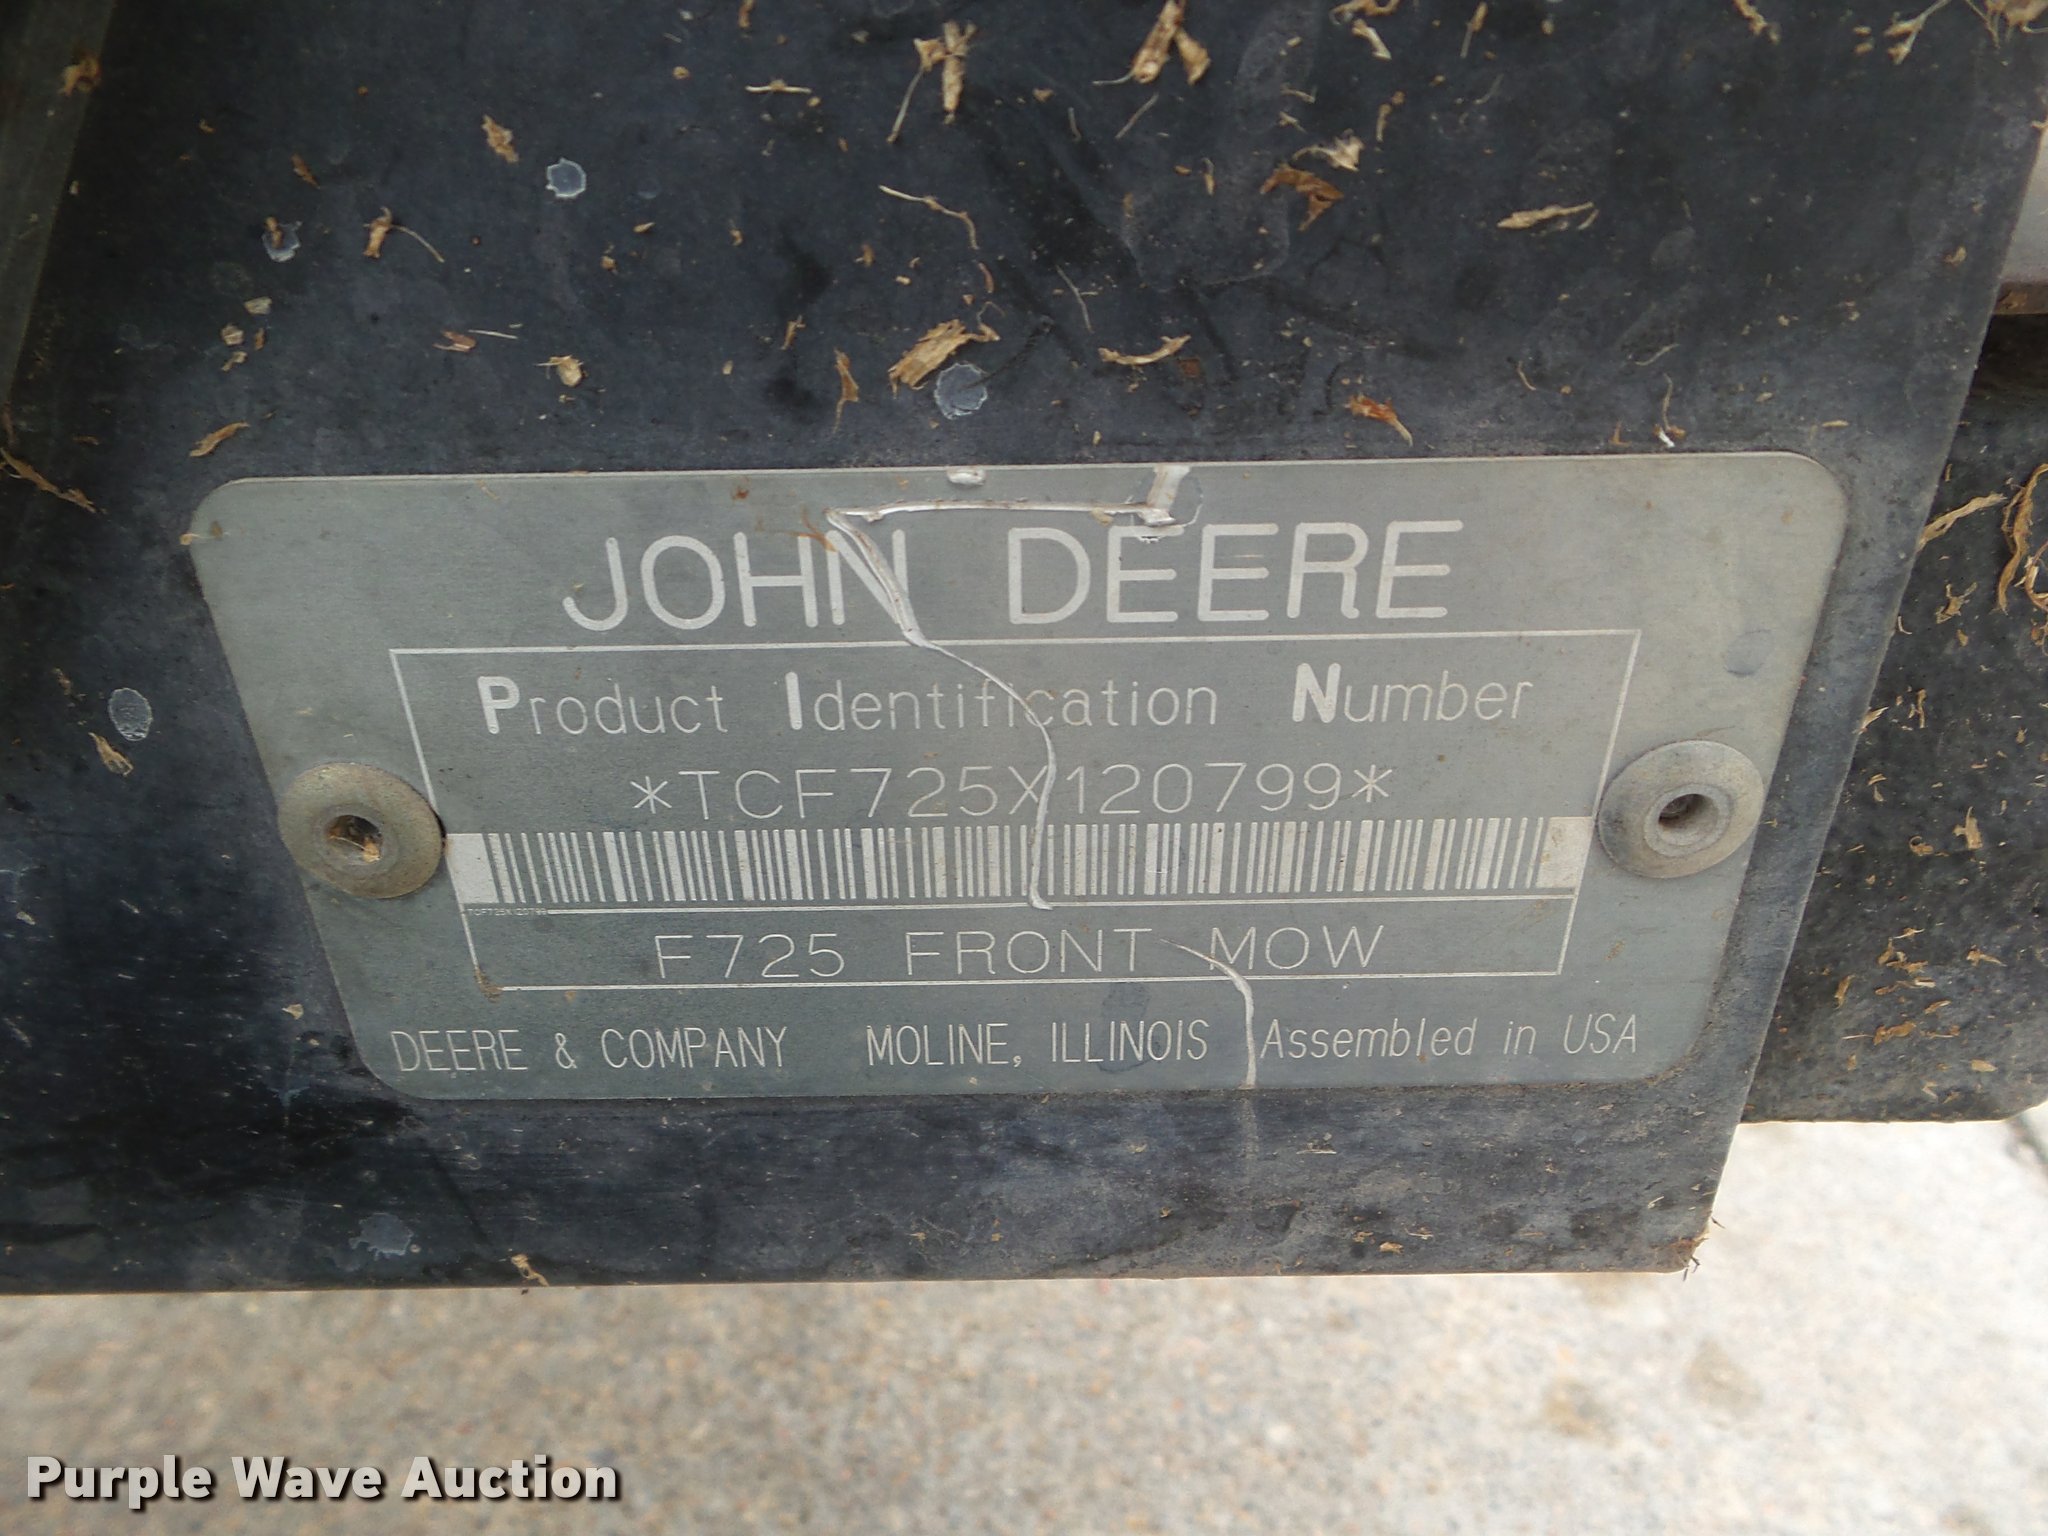 JOHN DEERE
Product Identification Number
*TCF725X120799*
TCF725X120799
F725 FRONT MOW
DEERE & COMPANY MOLINE, ILLINOIS Assembled in USA
Purple Wave Auction